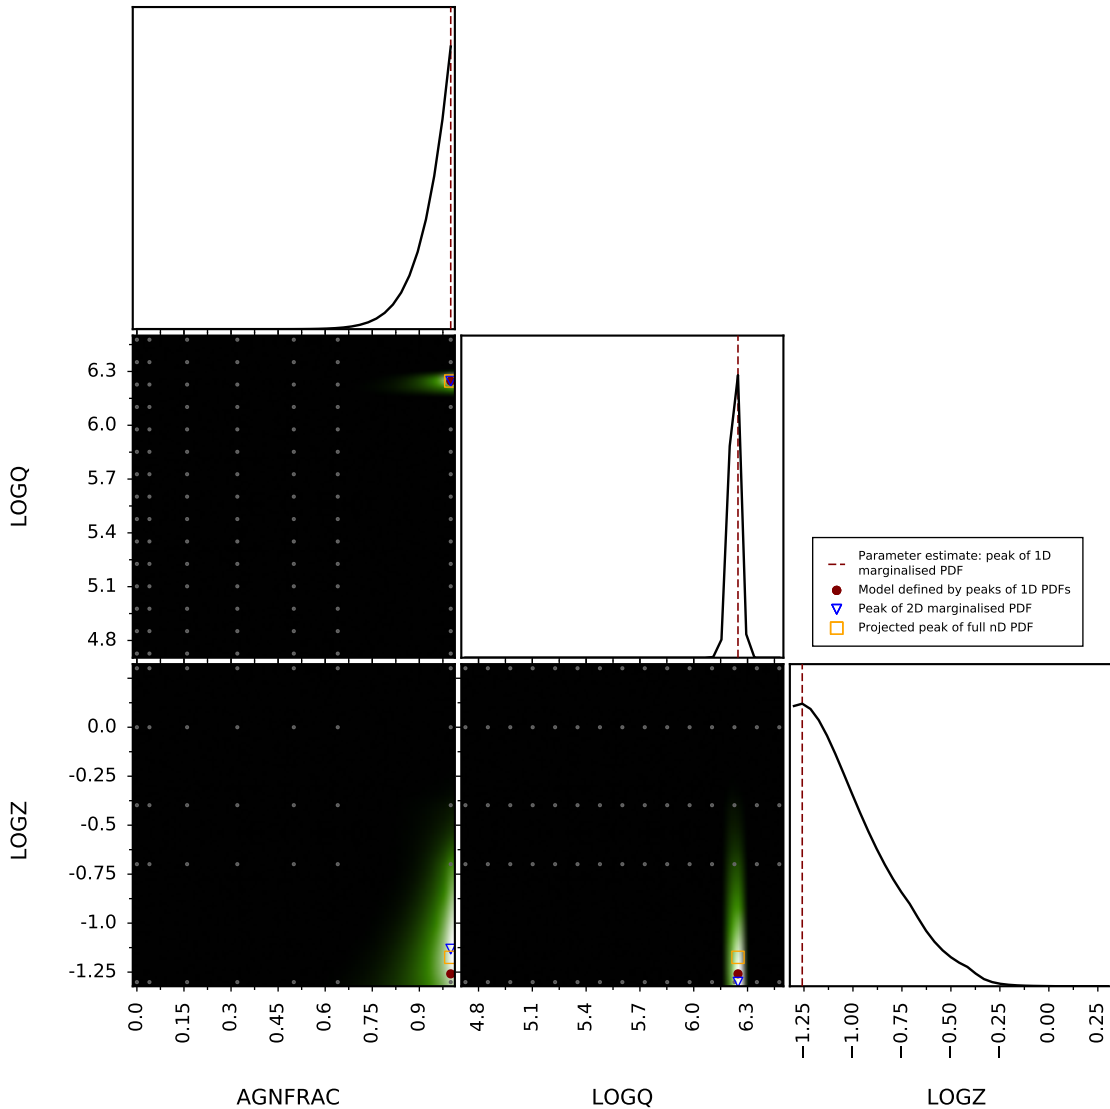 6.3
6.0
5.7
5.4
5.1
4.8
LOGQ
Parameter estimate: peak of 1D
marginalised PDF
Model defined by peaks of 1D PDFs
Peak of 2D marginalised PDF
Projected peak of full nD PDF
0.0
-0.25
-0.5
-0.75
-1.0
-1.25
LOGZ
0.0 0.15 0.3 0.45 0.6 0.75 0.9
4.8 5.1 5.4 5.7 6.0 6.3
−1.25 −1.00 −0.75 −0.50 −0.25 0.00 0.25
AGNFRAC LOGQ LOGZ